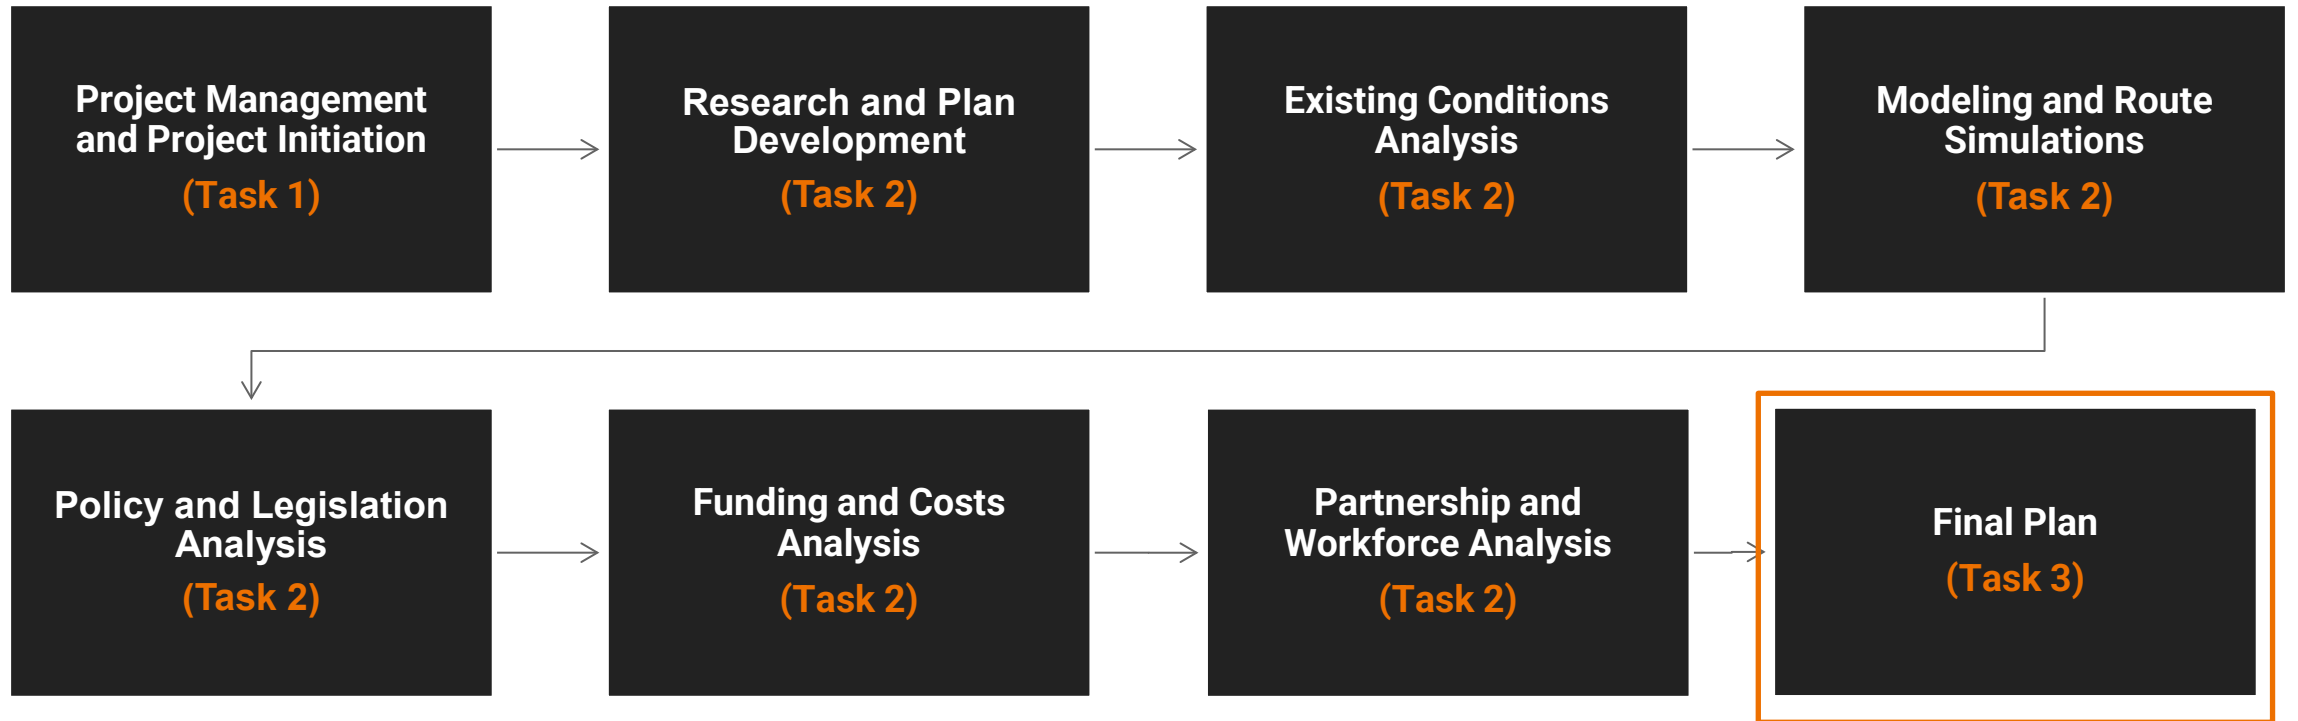 Project Management
and Project Initiation
(Task 1)
Research and Plan
Development
(Task 2)
Existing Conditions
Analysis
(Task 2)
Modeling and Route
Simulations
(Task 2)
Policy and Legislation
Analysis
(Task 2)
Funding and Costs
Analysis
(Task 2)
Partnership and
Workforce Analysis
(Task 2)
Final Plan
(Task 3)